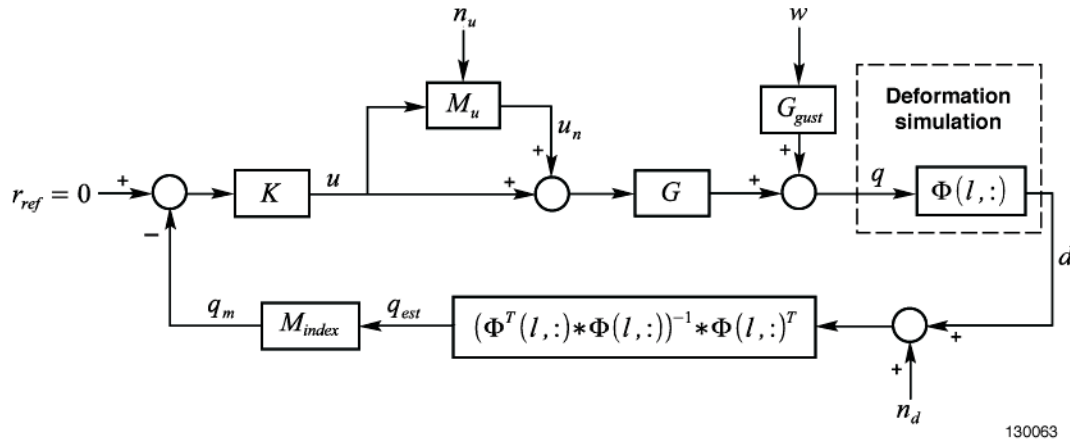 n_u
w
M_u
G_gust
Deformation
simulation
u_n
r_ref = 0
+
K
u
+
+
G
+
+
q
Φ(l,:)
−
d
q_m
M_index
q_est
(Φ^T(l,:)*Φ(l,:))^-1*Φ(l,:)^T
+
+
n_d
130063